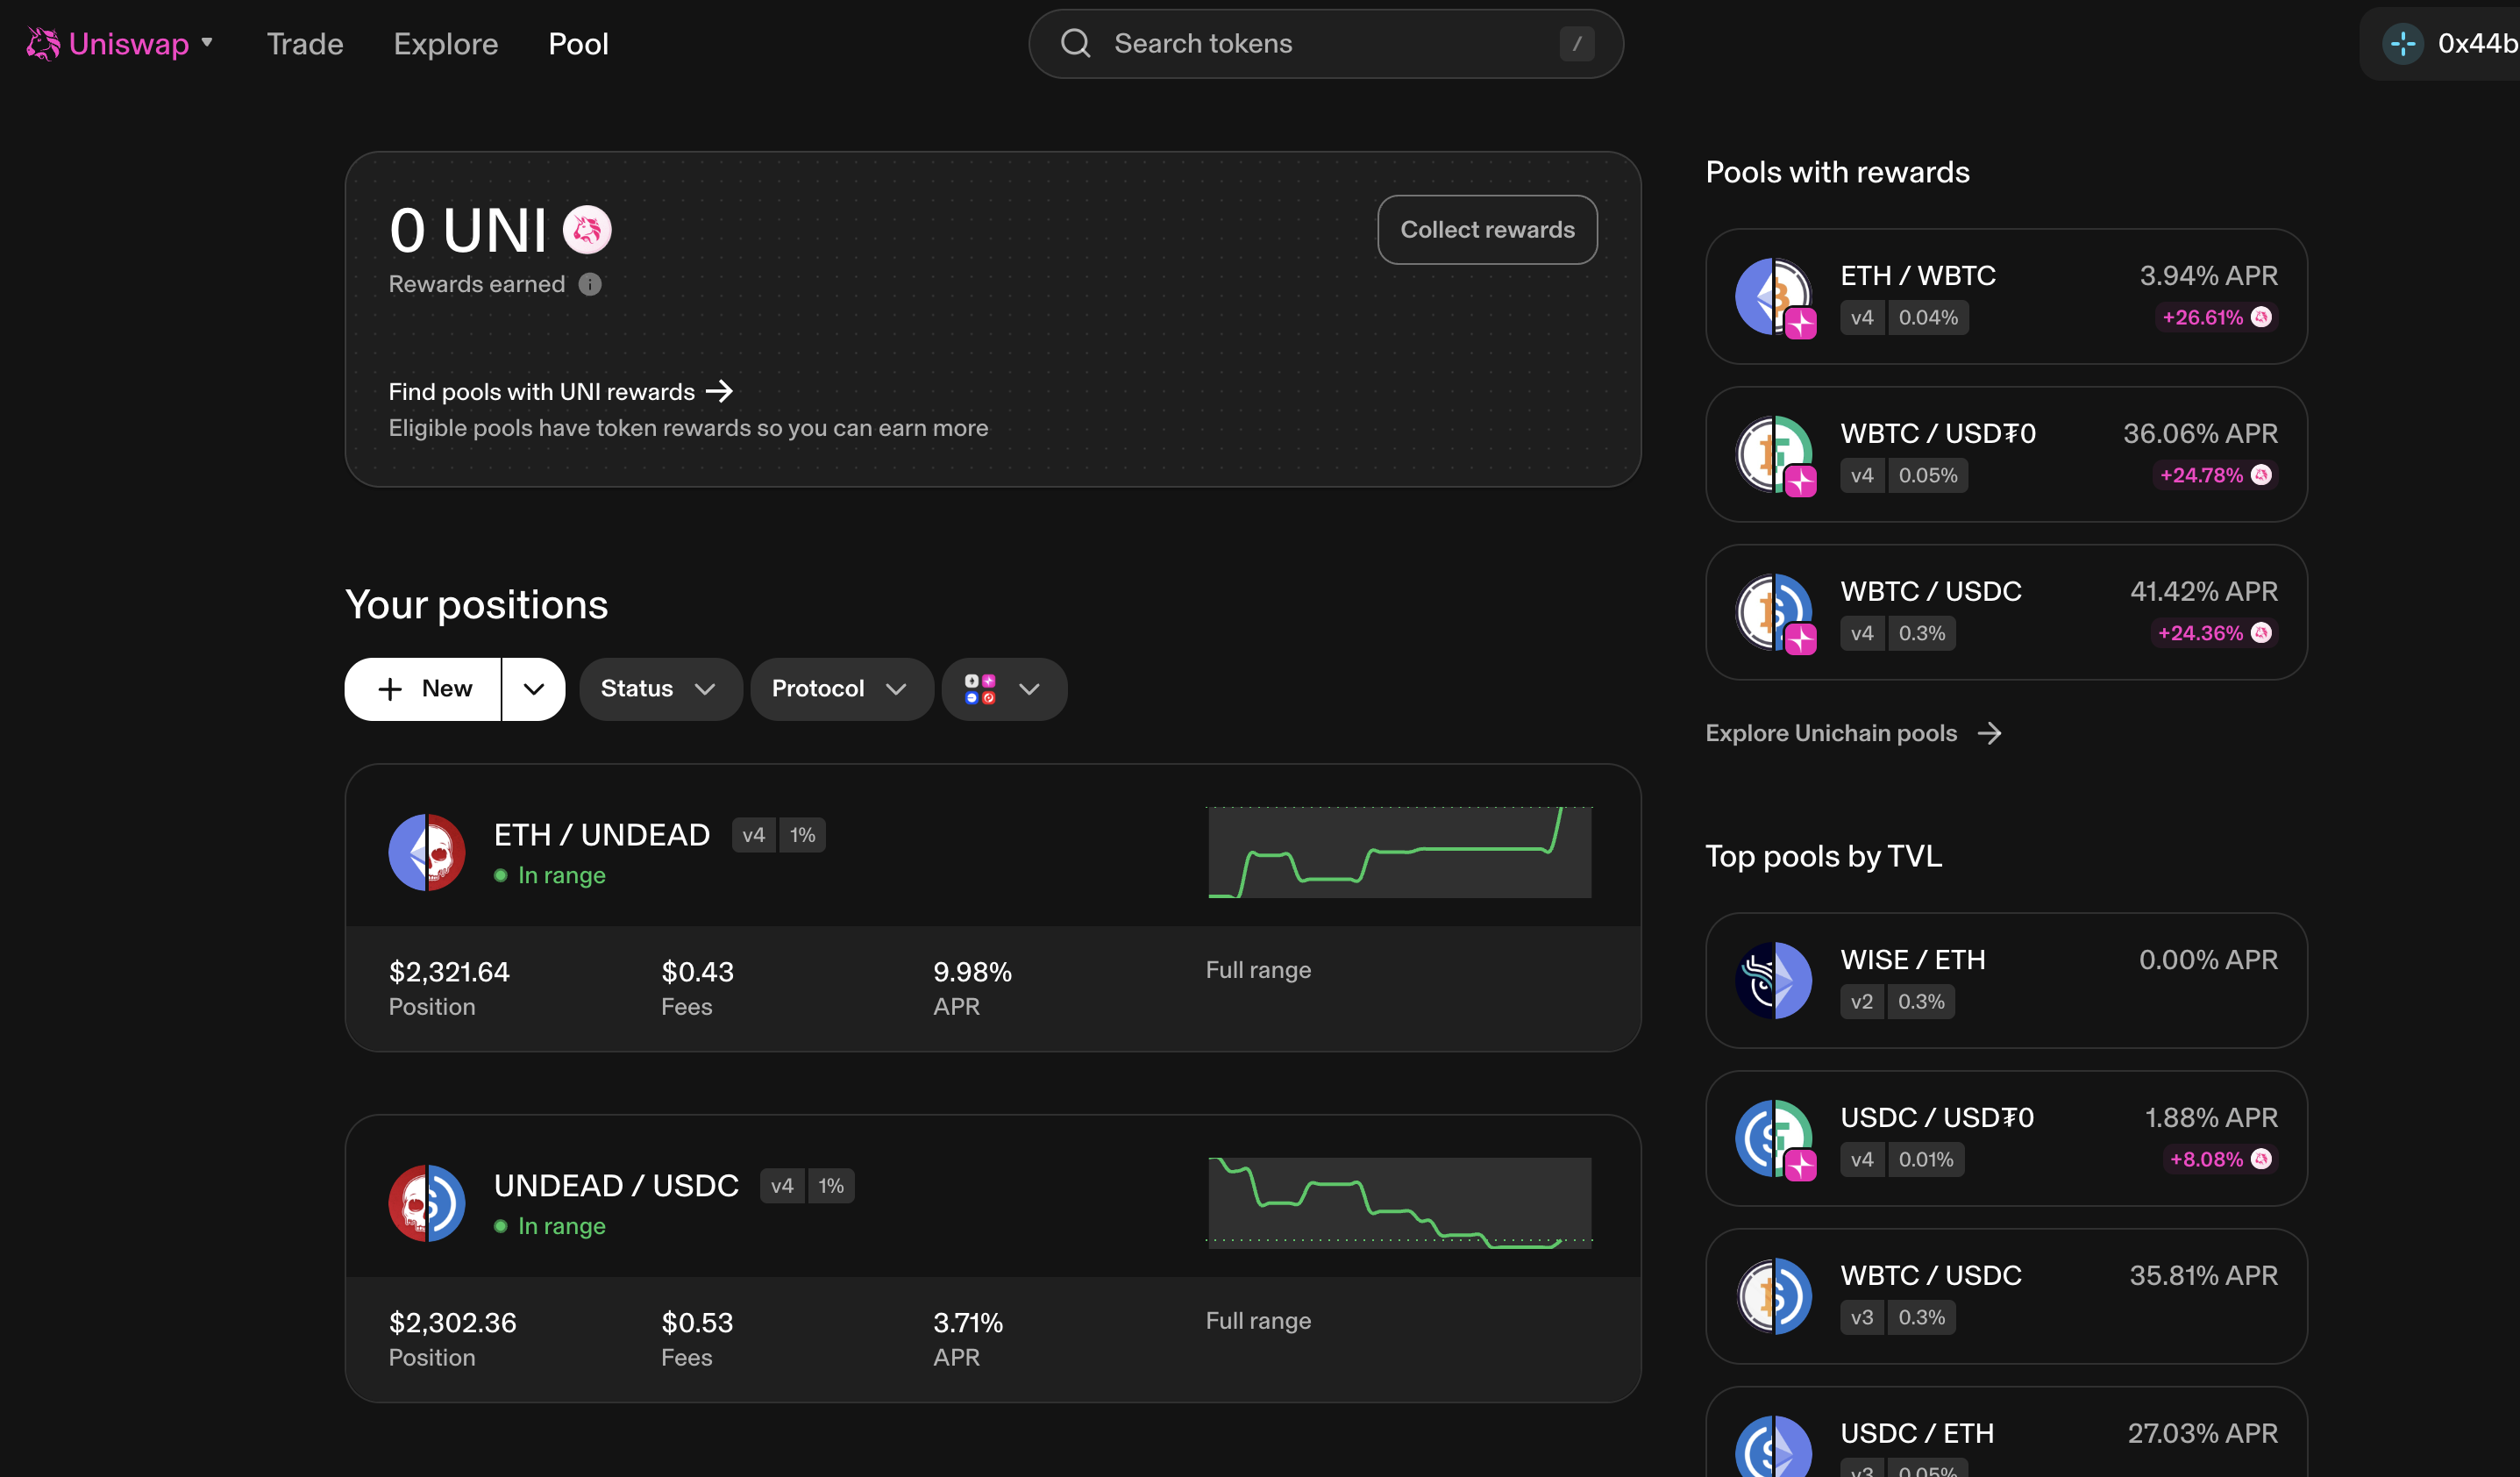 Uniswap
Trade
Explore
Pool
Search tokens
/
0x44b
0 UNI
Rewards earned
Collect rewards
Find pools with UNI rewards →
Eligible pools have token rewards so you can earn more
Your positions
+ New
Status
Protocol
ETH / UNDEAD v4 1%
In range
$2,321.64
Position
$0.43
Fees
9.98%
APR
Full range
UNDEAD / USDC v4 1%
In range
$2,302.36
Position
$0.53
Fees
3.71%
APR
Full range
Pools with rewards
ETH / WBTC 3.94% APR
v4 0.04% +26.61%
WBTC / USD₮0 36.06% APR
v4 0.05% +24.78%
WBTC / USDC 41.42% APR
v4 0.3% +24.36%
Explore Unichain pools →
Top pools by TVL
WISE / ETH 0.00% APR
v2 0.3%
USDC / USD₮0 1.88% APR
v4 0.01% +8.08%
WBTC / USDC 35.81% APR
v3 0.3%
USDC / ETH 27.03% APR
v3 0.05%